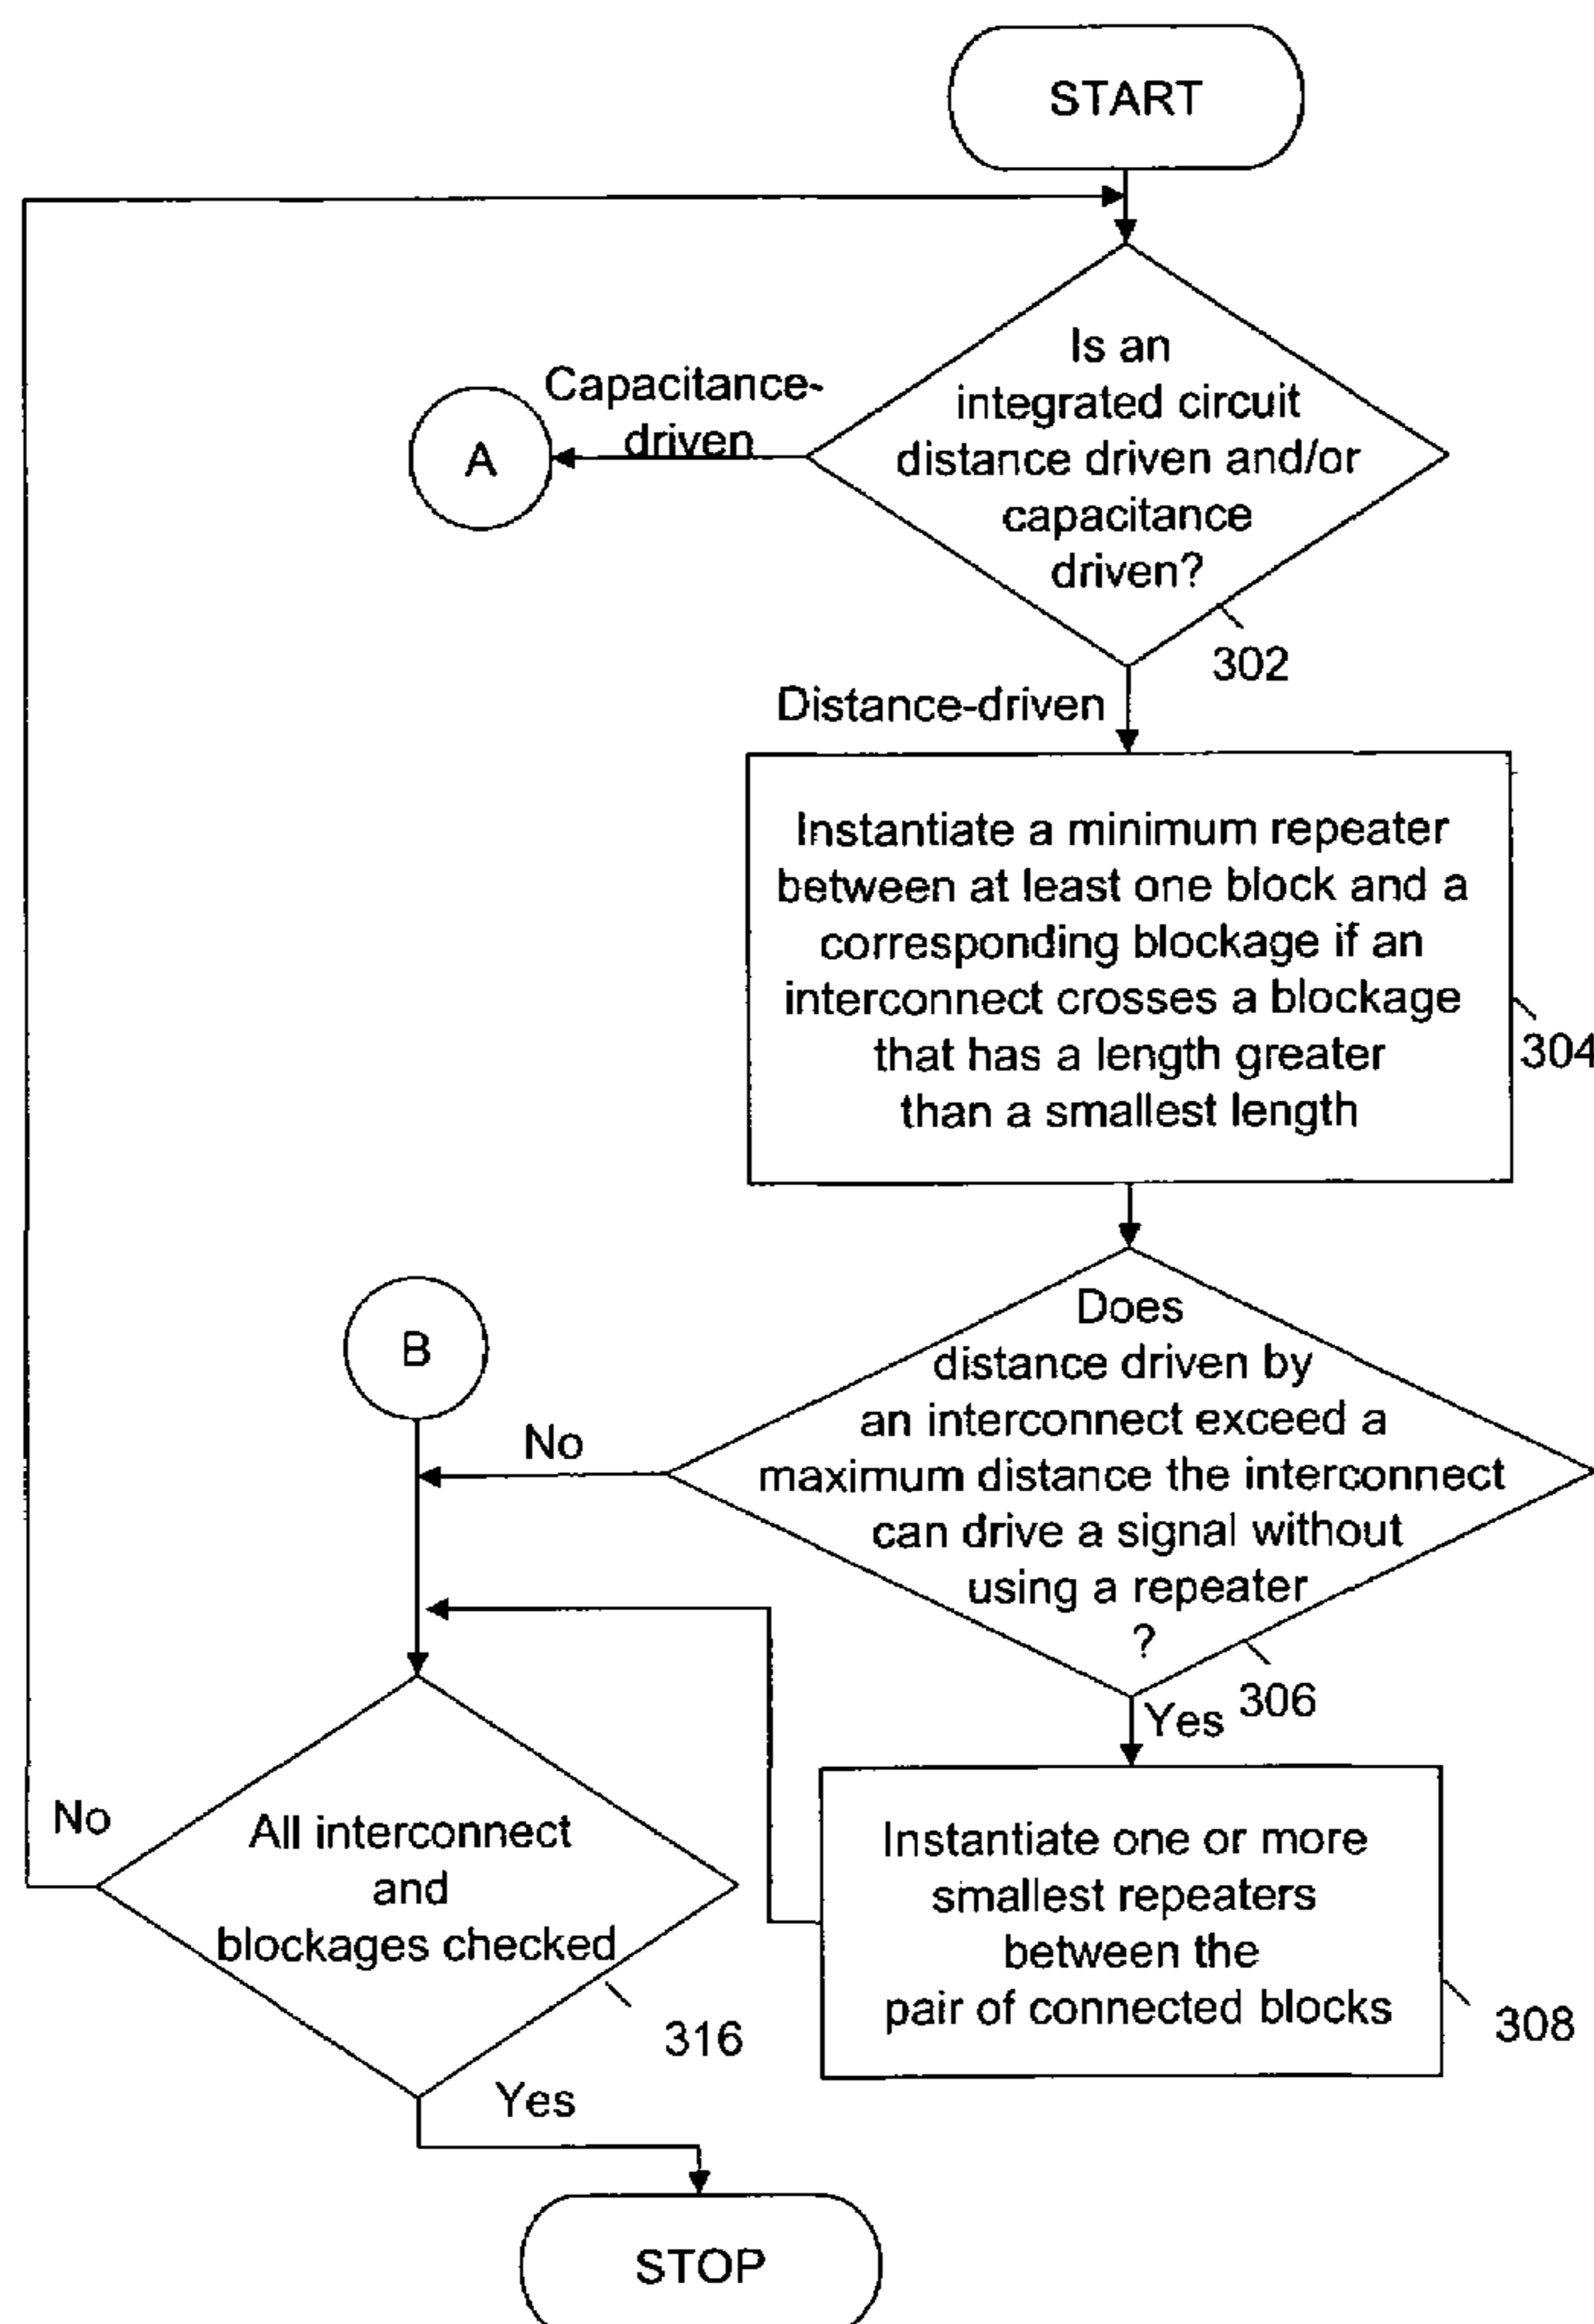 START
Is an
integrated circuit
distance driven and/or
capacitance
driven?
302
Capacitance-
driven
A
Distance-driven
Instantiate a minimum repeater
between at least one block and a
corresponding blockage if an
interconnect crosses a blockage
that has a length greater
than a smallest length
304
Does
distance driven by
an interconnect exceed a
maximum distance the interconnect
can drive a signal without
using a repeater
?
306
No
B
Yes
Instantiate one or more
smallest repeaters
between the
pair of connected blocks
308
All interconnect
and
blockages checked
316
No
Yes
STOP